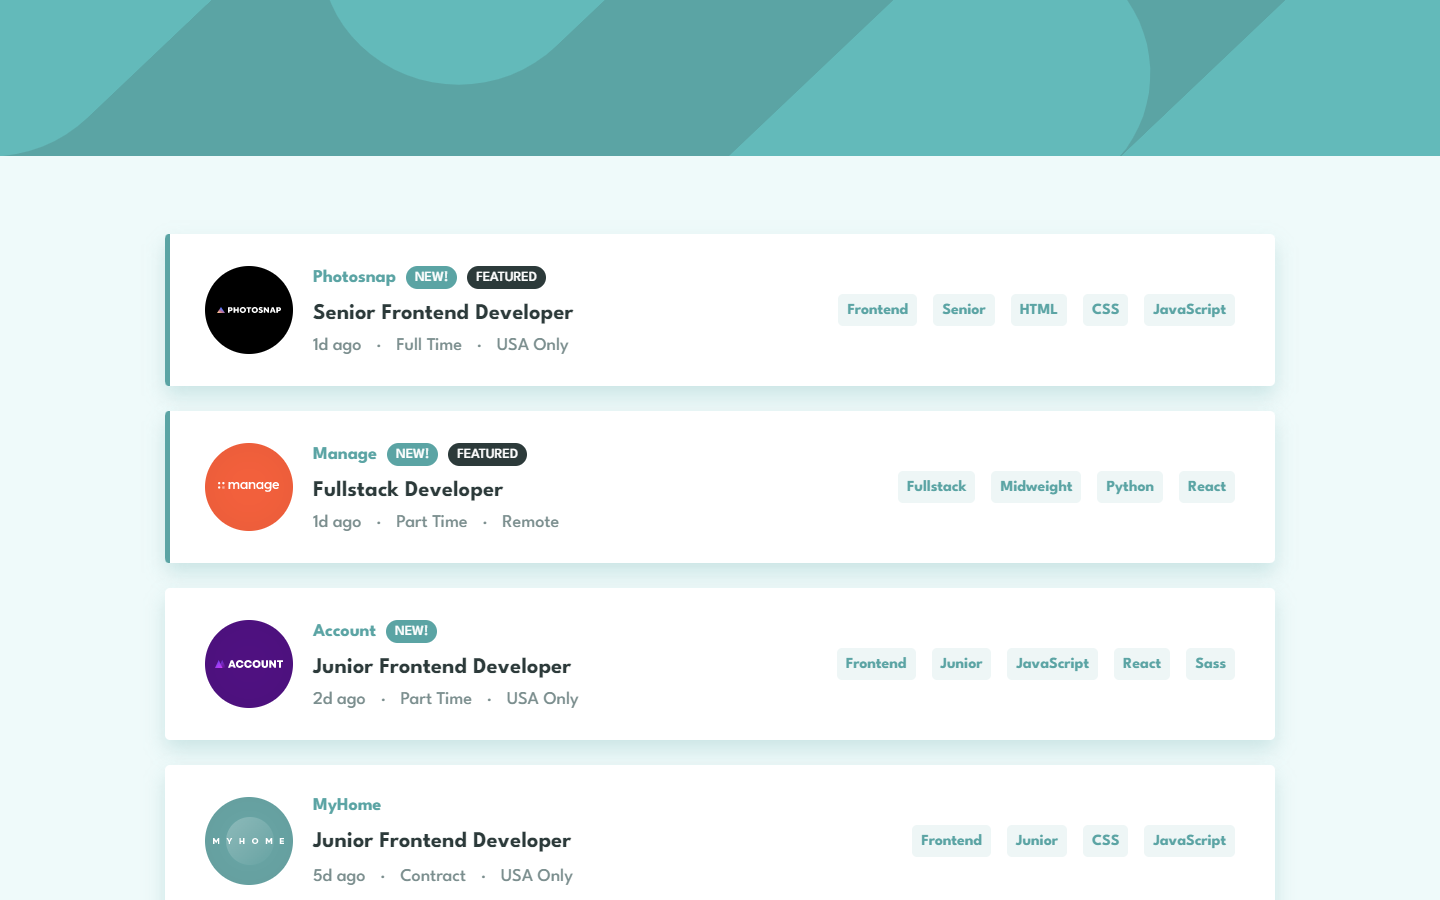 PHOTOSNAP
Photosnap NEW! FEATURED
Senior Frontend Developer
1d ago · Full Time · USA Only
Frontend Senior HTML CSS JavaScript
manage
Manage NEW! FEATURED
Fullstack Developer
1d ago · Part Time · Remote
Fullstack Midweight Python React
ACCOUNT
Account NEW!
Junior Frontend Developer
2d ago · Part Time · USA Only
Frontend Junior JavaScript React Sass
MYHOME
MyHome
Junior Frontend Developer
5d ago · Contract · USA Only
Frontend Junior CSS JavaScript